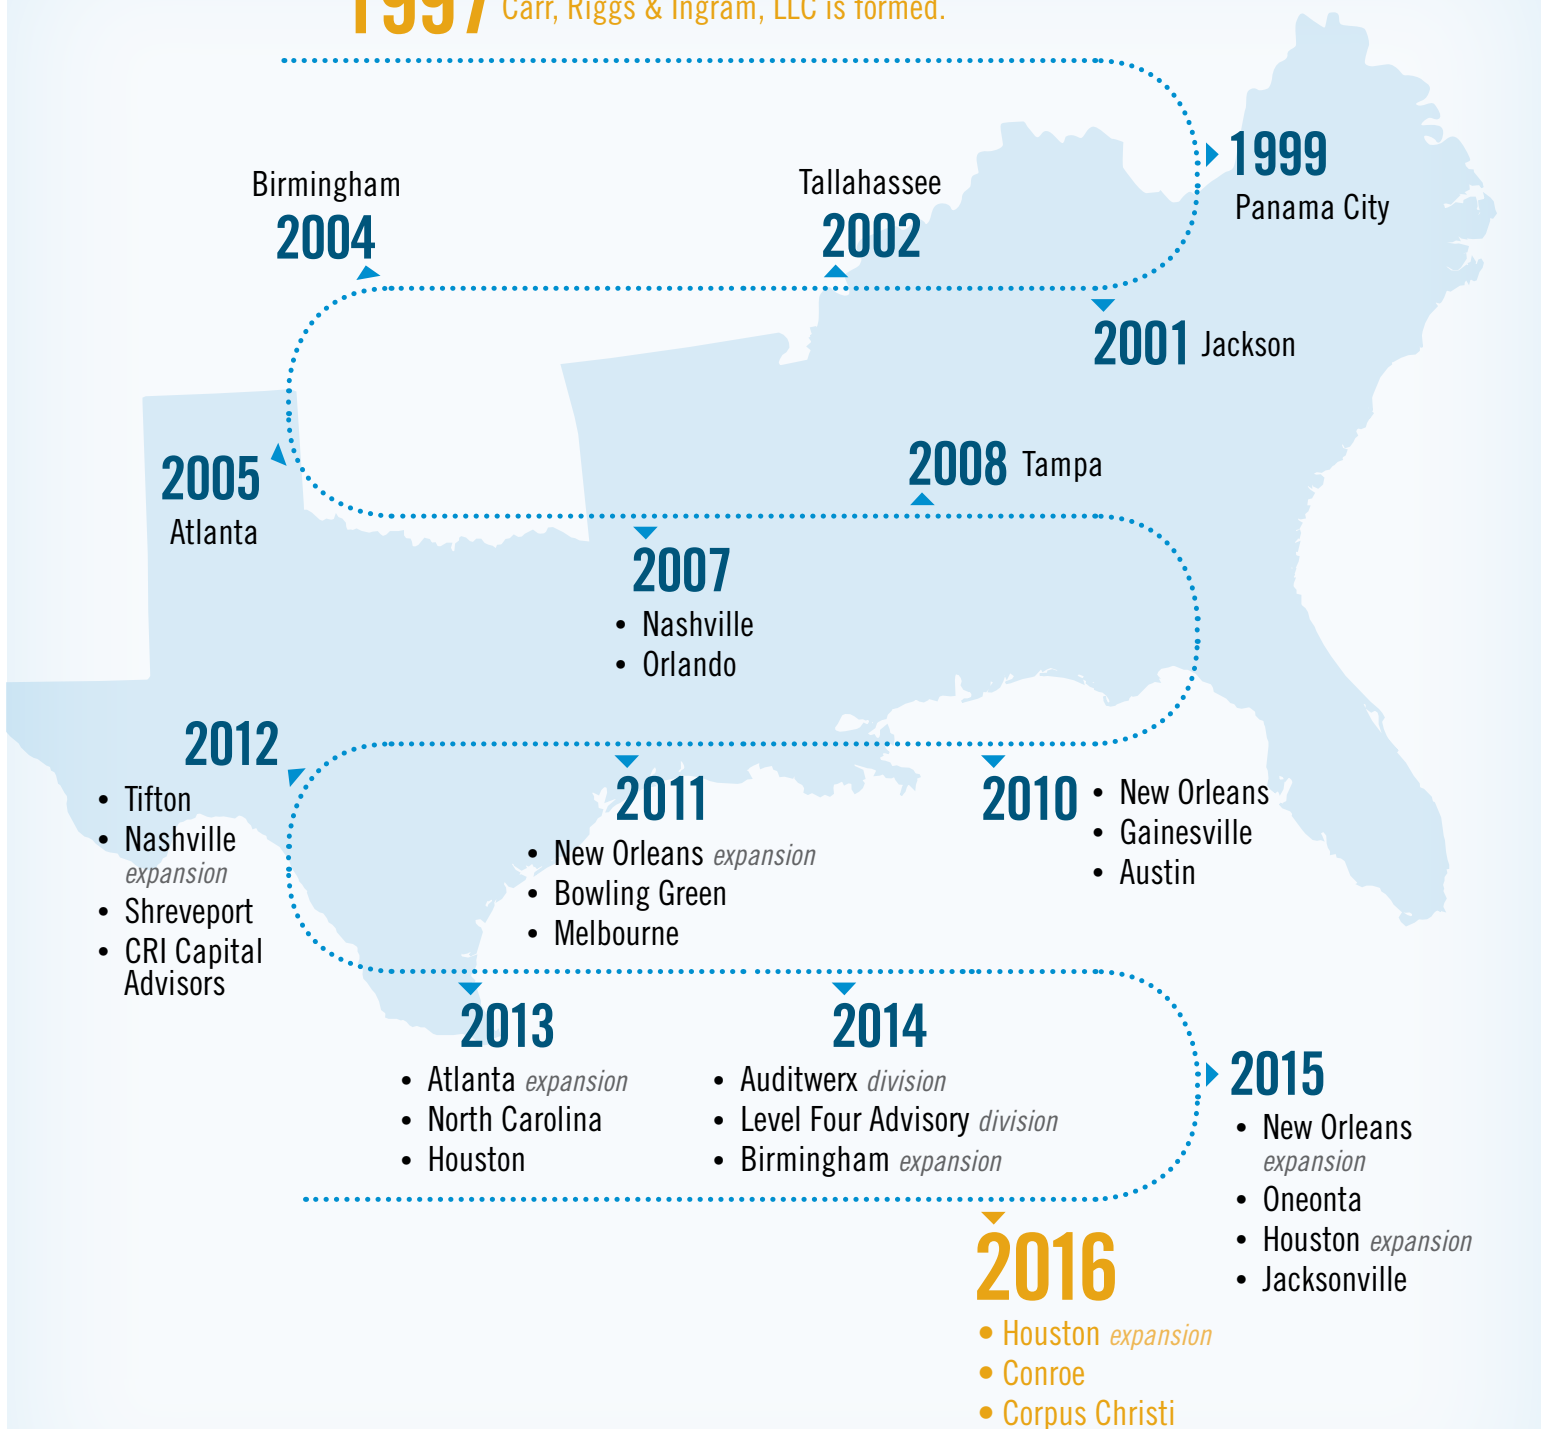 1997 Carr, Riggs & Ingram, LLC is formed.
1999
Panama City
2001 Jackson
Tallahassee
2002
Birmingham
2004
2005
Atlanta
2007
• Nashville
• Orlando
2008 Tampa
2010
• New Orleans
• Gainesville
• Austin
2011
• New Orleans expansion
• Bowling Green
• Melbourne
2012
• Tifton
• Nashville
expansion
• Shreveport
• CRI Capital
Advisors
2013
• Atlanta expansion
• North Carolina
• Houston
2014
• Auditwerx division
• Level Four Advisory division
• Birmingham expansion
2015
• New Orleans
expansion
• Oneonta
• Houston expansion
• Jacksonville
2016
• Houston expansion
• Conroe
• Corpus Christi